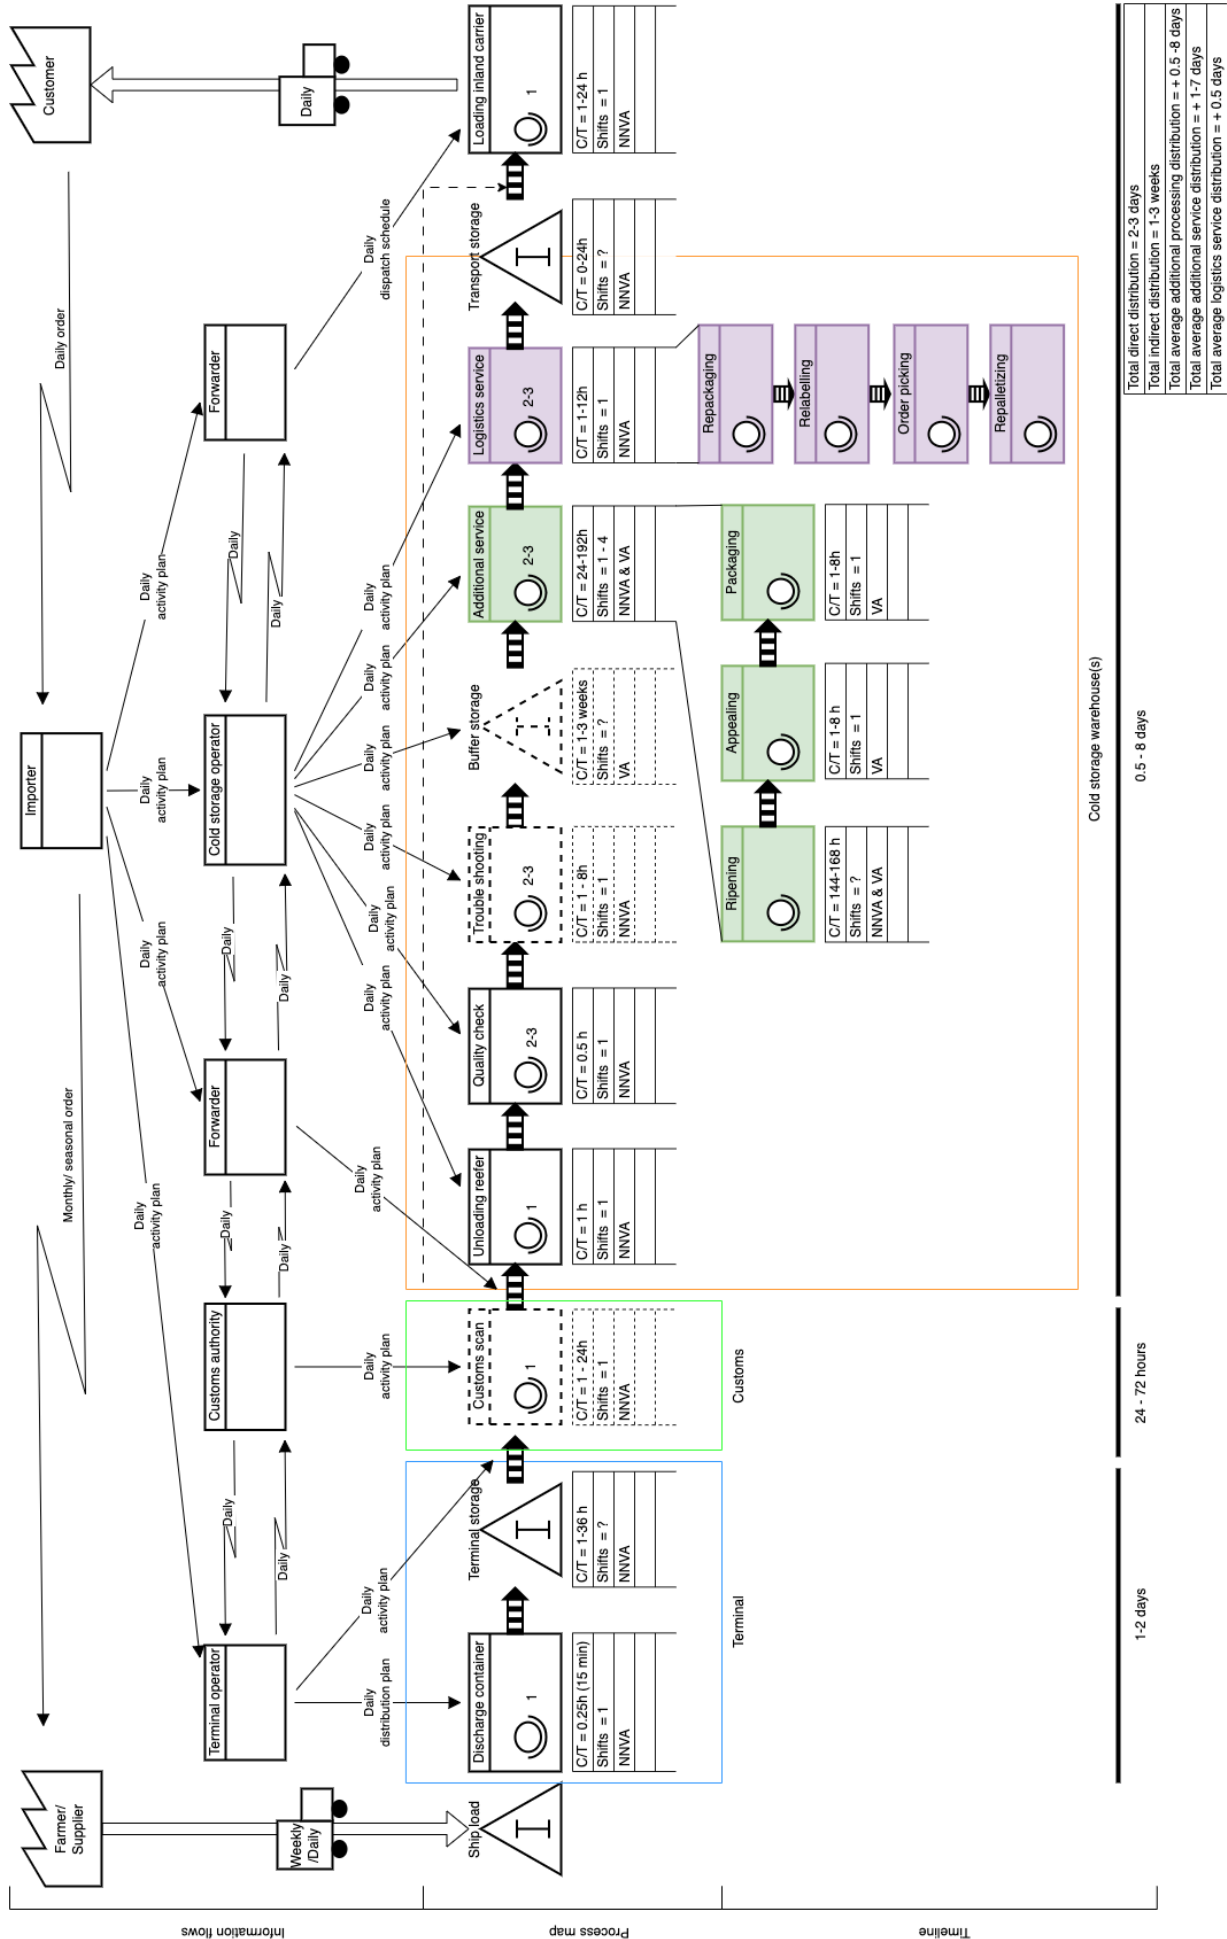 Farmer/
Supplier
Monthly/ seasonal order
Importer
Daily order
Customer
Weekly
/Daily
Daily
Daily
activity plan
Daily
activity plan
Daily
activity plan
Daily
activity plan
Terminal operator
Daily
Daily
Customs authority
Daily
Daily
Forwarder
Daily
Daily
Cold storage operator
Daily
Daily
Forwarder
Daily
distribution plan
Daily
activity plan
Daily
activity plan
Daily
activity plan
Daily
activity plan
Daily
activity plan
Daily
activity plan
Daily
activity plan
Daily
activity plan
Daily
activity plan
Daily
dispatch schedule
Ship load
I
Discharge container
1
C/T = 0.25h (15 min)
Shifts = 1
NNVA
Terminal storage
I
C/T = 1-36 h
Shifts = ?
NNVA
Customs scan
1
C/T = 1 - 24h
Shifts = 1
NNVA
Unloading reefer
1
C/T = 1 h
Shifts = 1
NNVA
Quality check
2-3
C/T = 0.5 h
Shifts = 1
NNVA
Trouble shooting
2-3
C/T = 1 - 8h
Shifts = 1
NNVA
Buffer storage
I
C/T = 1-3 weeks
Shifts = ?
VA
Additional service
2-3
C/T = 24-192h
Shifts = 1 - 4
NNVA & VA
Logistics service
2-3
C/T = 1-12h
Shifts = 1
NNVA
Transport storage
I
C/T = 0-24h
Shifts = ?
NNVA
Loading inland carrier
1
C/T = 1-24 h
Shifts = 1
NNVA
Terminal
Customs
Ripening
C/T = 144-168 h
Shifts = ?
NNVA & VA
Appealing
C/T = 1-8 h
Shifts = 1
VA
Packaging
C/T = 1-8h
Shifts = 1
VA
Repackaging
Relabelling
Order picking
Repalletizing
Cold storage warehouse(s)
1-2 days
24 - 72 hours
0.5 - 8 days
Total direct distribution = 2-3 days
Total indirect distribution = 1-3 weeks
Total average additional processing distribution = + 0.5 -8 days
Total average additional service distribution = + 1-7 days
Total average logistics service distribution = + 0.5 days
Information flows
Process map
Timeline